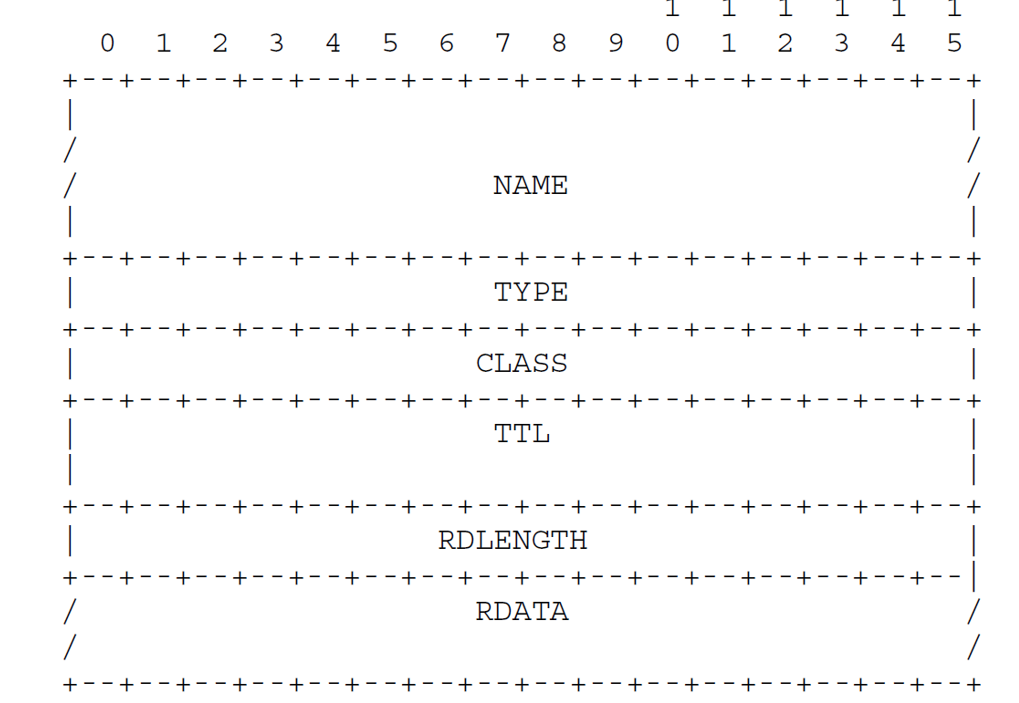 1  1  1  1  1  1
   0  1  2  3  4  5  6  7  8  9  0  1  2  3  4  5
+--+--+--+--+--+--+--+--+--+--+--+--+--+--+--+--+
|                                               |
/                                               /
/                      NAME                     /
|                                               |
+--+--+--+--+--+--+--+--+--+--+--+--+--+--+--+--+
|                      TYPE                     |
+--+--+--+--+--+--+--+--+--+--+--+--+--+--+--+--+
|                     CLASS                     |
+--+--+--+--+--+--+--+--+--+--+--+--+--+--+--+--+
|                      TTL                      |
|                                               |
+--+--+--+--+--+--+--+--+--+--+--+--+--+--+--+--+
|                   RDLENGTH                    |
+--+--+--+--+--+--+--+--+--+--+--+--+--+--+--+--|
/                     RDATA                     /
/                                               /
+--+--+--+--+--+--+--+--+--+--+--+--+--+--+--+--+